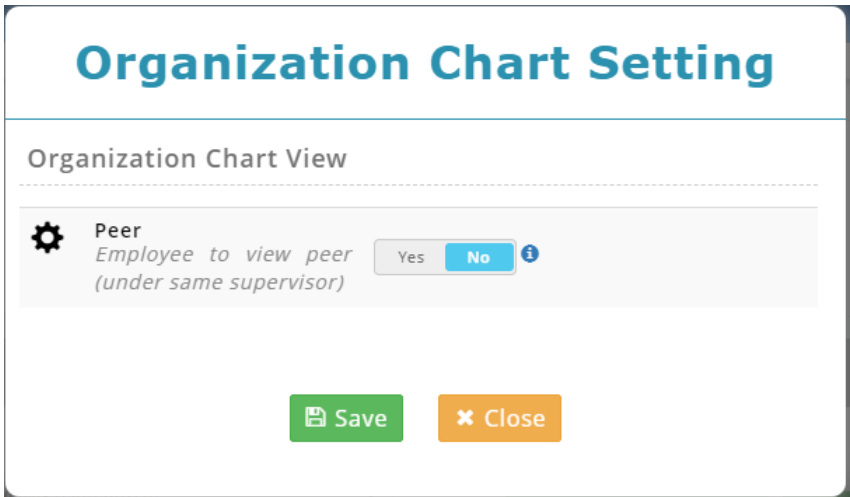 Organization Chart Setting
Organization Chart View
Peer
Employee to view peer
(under same supervisor)
Yes No
Save Close